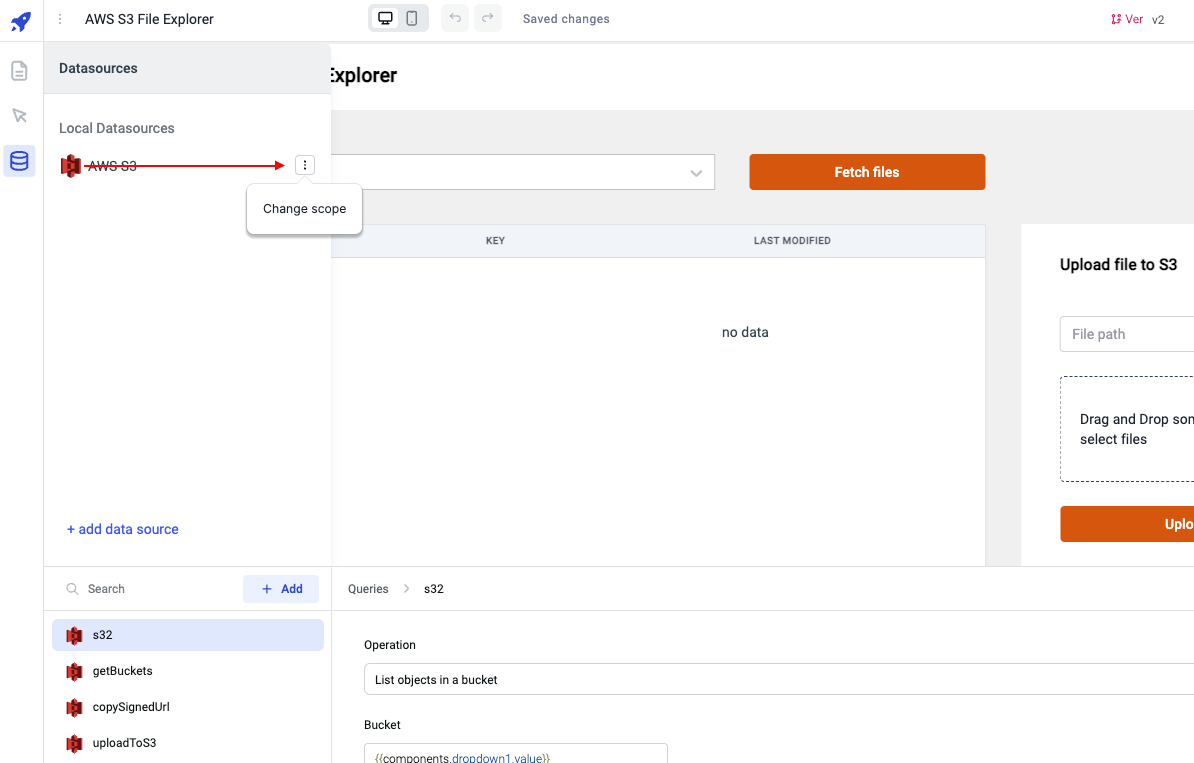 AWS S3 File Explorer
Saved changes
Ver v2
Datasources
Explorer
Local Datasources
AWS S3
Change scope
Fetch files
KEY
LAST MODIFIED
no data
Upload file to S3
File path
Drag and Drop
select files
+ add data source
Search
+ Add
Queries > s32
s32
getBuckets
copySignedUrl
uploadToS3
Operation
List objects in a bucket
Bucket
{{components.dropdown1.value}}